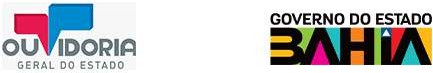 OUVIDORIA
GERAL DO ESTADO
GOVERNO DO ESTADO
BAHIA